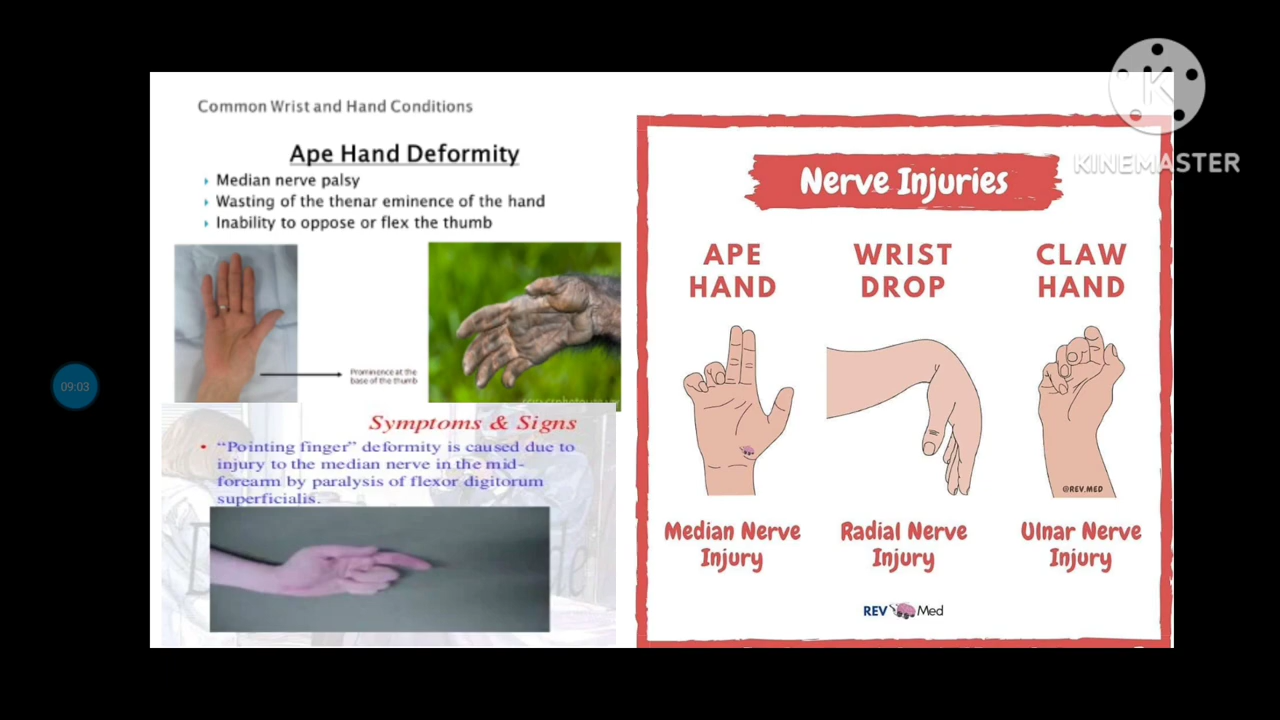 Common Wrist and Hand Conditions
Ape Hand Deformity
Median nerve palsy
Wasting of the thenar eminence of the hand
Inability to oppose or flex the thumb
Prominence at the
base of the thumb
Symptoms & Signs
• “Pointing finger” deformity is caused due to
injury to the median nerve in the mid-
forearm by paralysis of flexor digitorum
superficialis.
09:03
KINEMASTER
Nerve Injuries
APE
HAND
WRIST
DROP
CLAW
HAND
@REV.MED
Median Nerve
Injury
Radial Nerve
Injury
Ulnar Nerve
Injury
REV Med